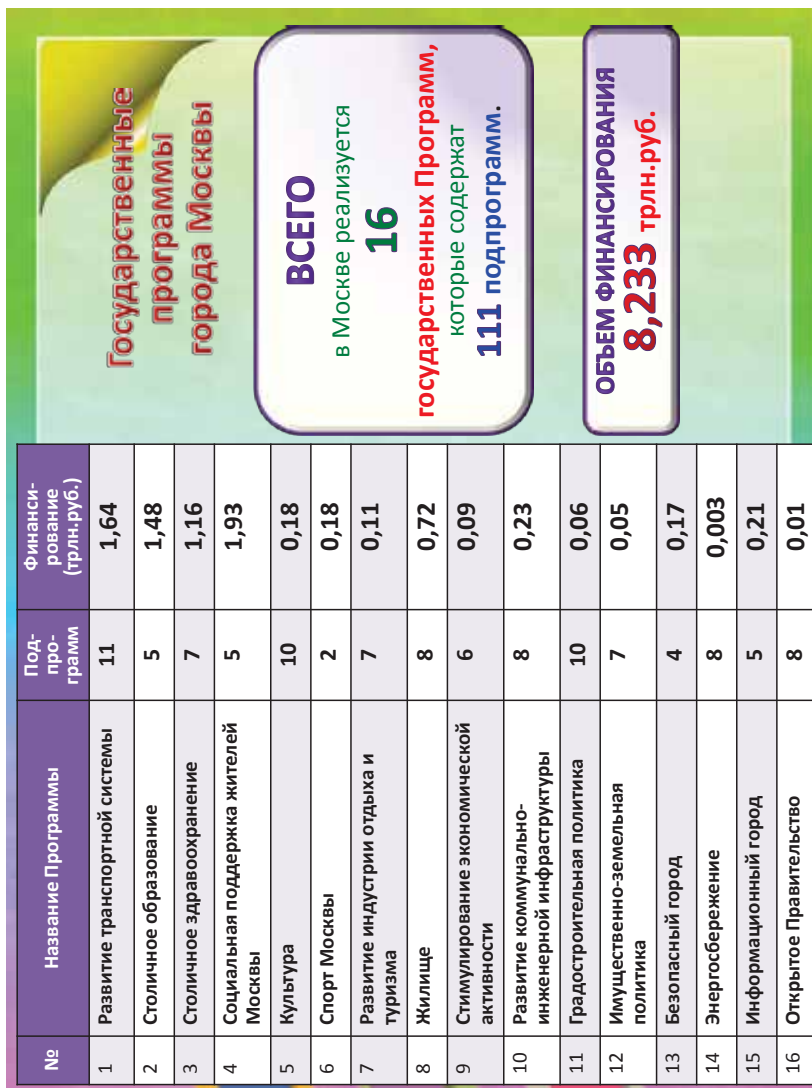 Государственные
программы
города Москвы
ВСЕГО
в Москве реализуется
16
государственных Программ,
которые содержат
111 подпрограмм.
ОБЪЕМ ФИНАНСИРОВАНИЯ
8,233 трлн.руб.
№ Название Программы Под-
про-
грамм Финанси-
рование
(трлн.руб.)
1 Развитие транспортной системы 11 1,64
2 Столичное образование 5 1,48
3 Столичное здравоохранение 7 1,16
4 Социальная поддержка жителей
Москвы 5 1,93
5 Культура 10 0,18
6 Спорт Москвы 2 0,18
7 Развитие индустрии отдыха и
туризма 7 0,11
8 Жилище 8 0,72
9 Стимулирование экономической
активности 6 0,09
10 Развитие коммунально-
инженерной инфраструктуры 8 0,23
11 Градостроительная политика 10 0,06
12 Имущественно-земельная
политика 7 0,05
13 Безопасный город 4 0,17
14 Энергосбережение 8 0,003
15 Информационный город 5 0,21
16 Открытое Правительство 8 0,01